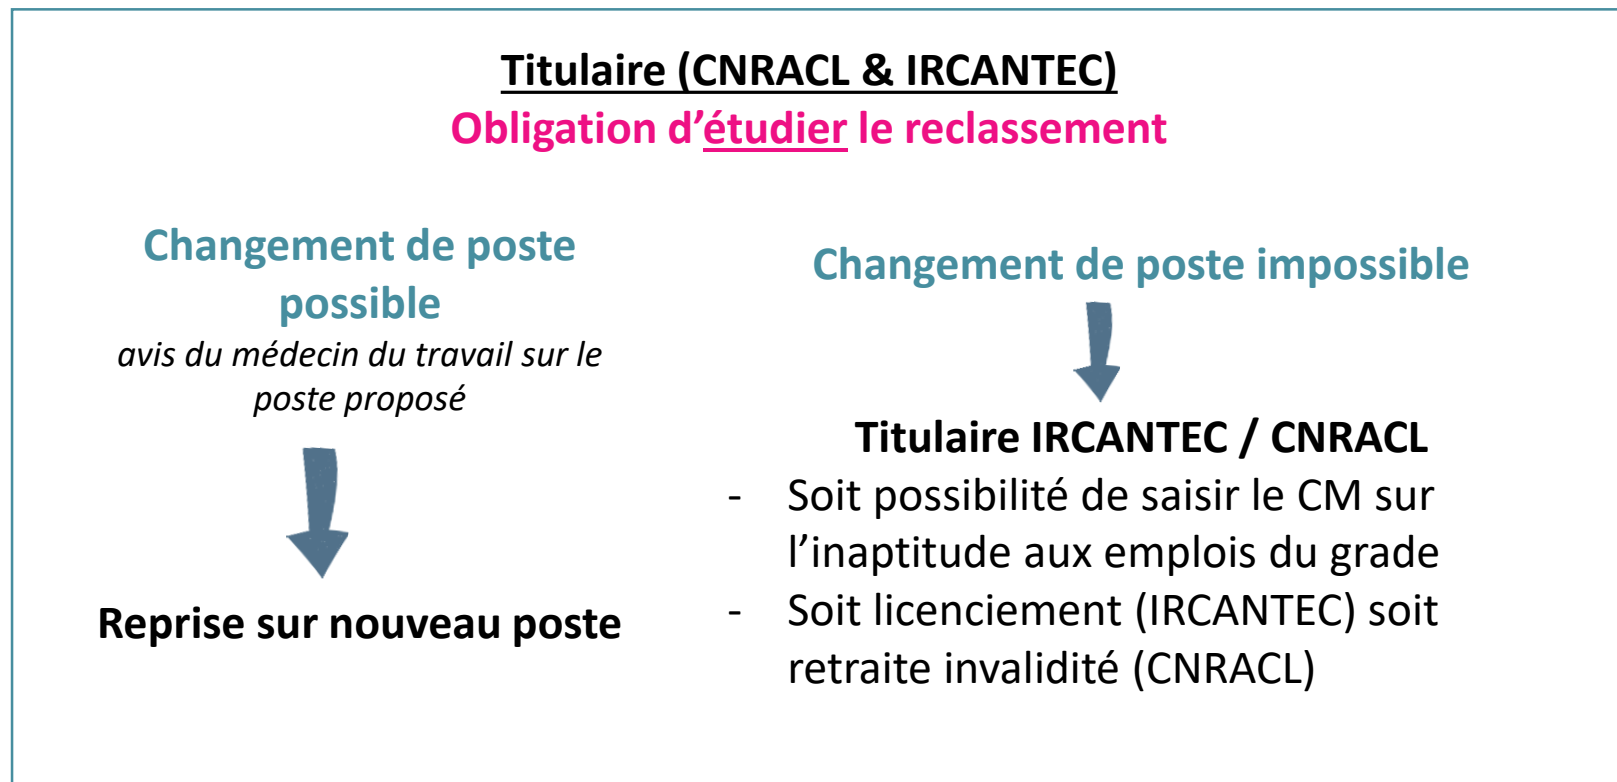 Titulaire (CNRACL & IRCANTEC)
Obligation d’étudier le reclassement
Changement de poste
possible
avis du médecin du travail sur le
poste proposé
Reprise sur nouveau poste
Changement de poste impossible
Titulaire IRCANTEC / CNRACL
- Soit possibilité de saisir le CM sur
l’inaptitude aux emplois du grade
- Soit licenciement (IRCANTEC) soit
retraite invalidité (CNRACL)